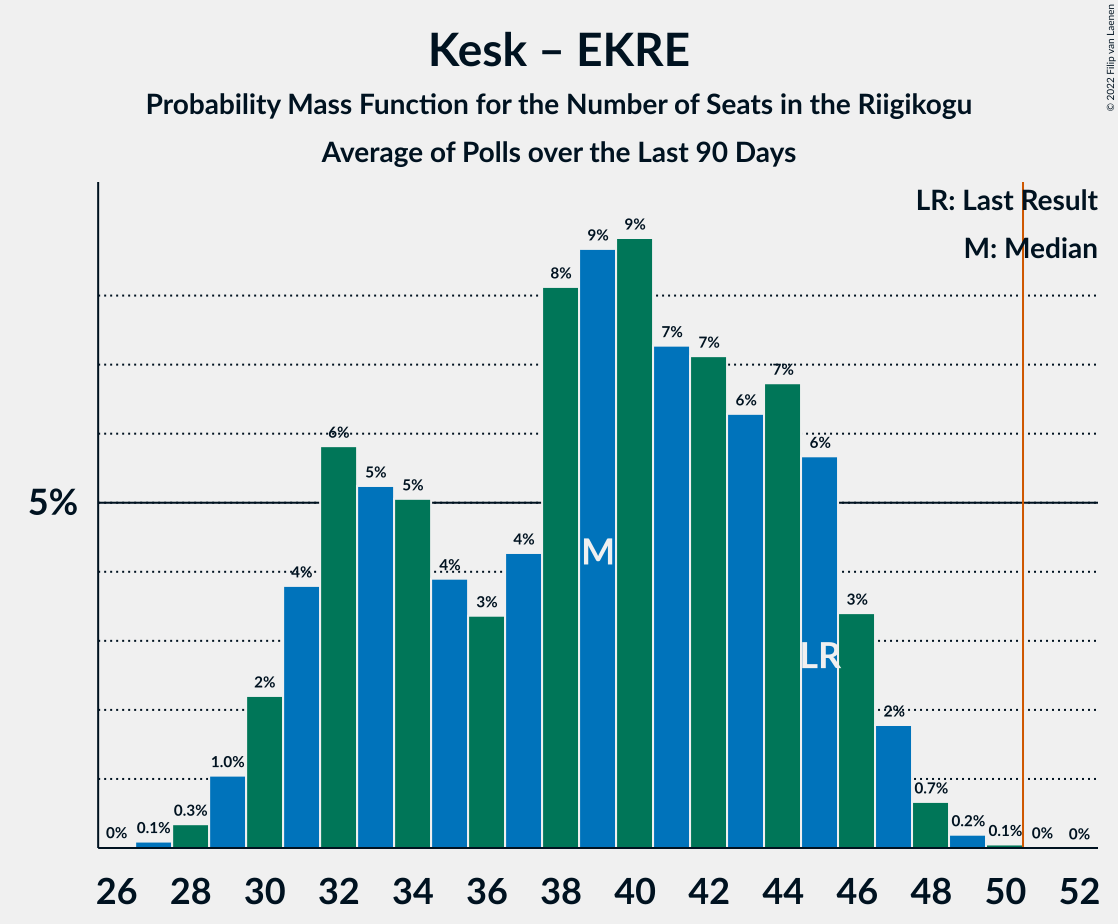 Kesk – EKRE
Probability Mass Function for the Number of Seats in the Riigikogu
Average of Polls over the Last 90 Days
© 2022 Filip van Laenen
LR: Last Result
M: Median
5%
0% 0.1% 0.3% 1.0% 2% 4% 6% 5% 5% 4% 3% 4% 8% 9% 9% 7% 7% 6% 7% 6% 3% 2% 0.7% 0.2% 0.1% 0% 0%
M
LR
26 28 30 32 34 36 38 40 42 44 46 48 50 52